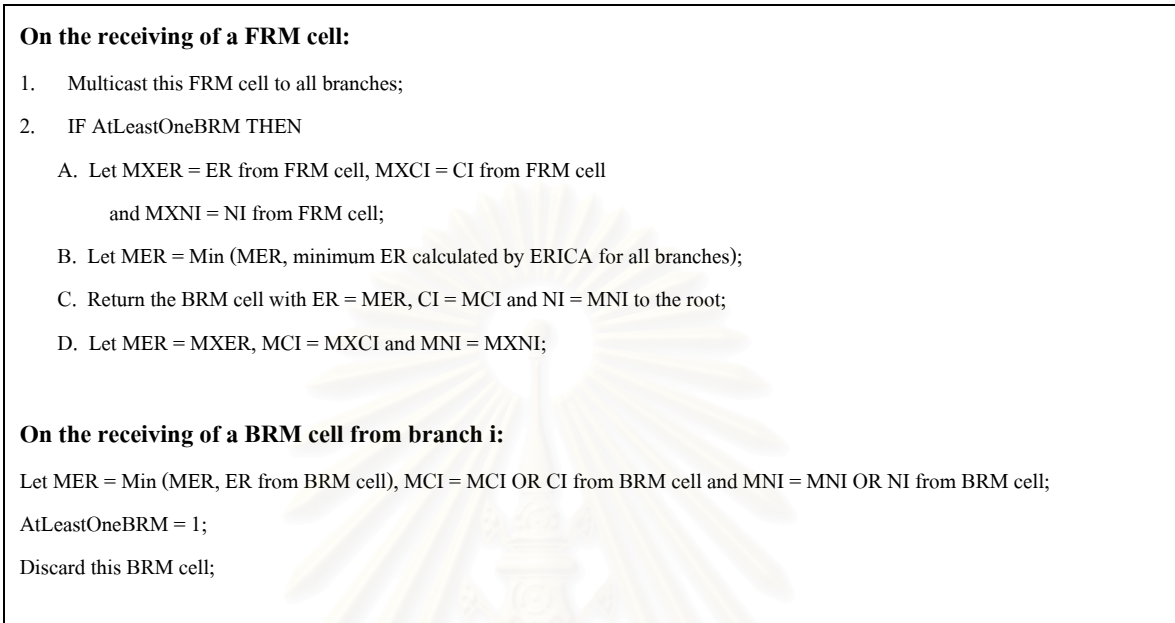 On the receiving of a FRM cell:
1. Multicast this FRM cell to all branches;
2. IF AtLeastOneBRM THEN
A. Let MXER = ER from FRM cell, MXCI = CI from FRM cell
and MXNI = NI from FRM cell;
B. Let MER = Min (MER, minimum ER calculated by ERICA for all branches);
C. Return the BRM cell with ER = MER, CI = MCI and NI = MNI to the root;
D. Let MER = MXER, MCI = MXCI and MNI = MXNI;
On the receiving of a BRM cell from branch i:
Let MER = Min (MER, ER from BRM cell), MCI = MCI OR CI from BRM cell and MNI = MNI OR NI from BRM cell;
AtLeastOneBRM = 1;
Discard this BRM cell;